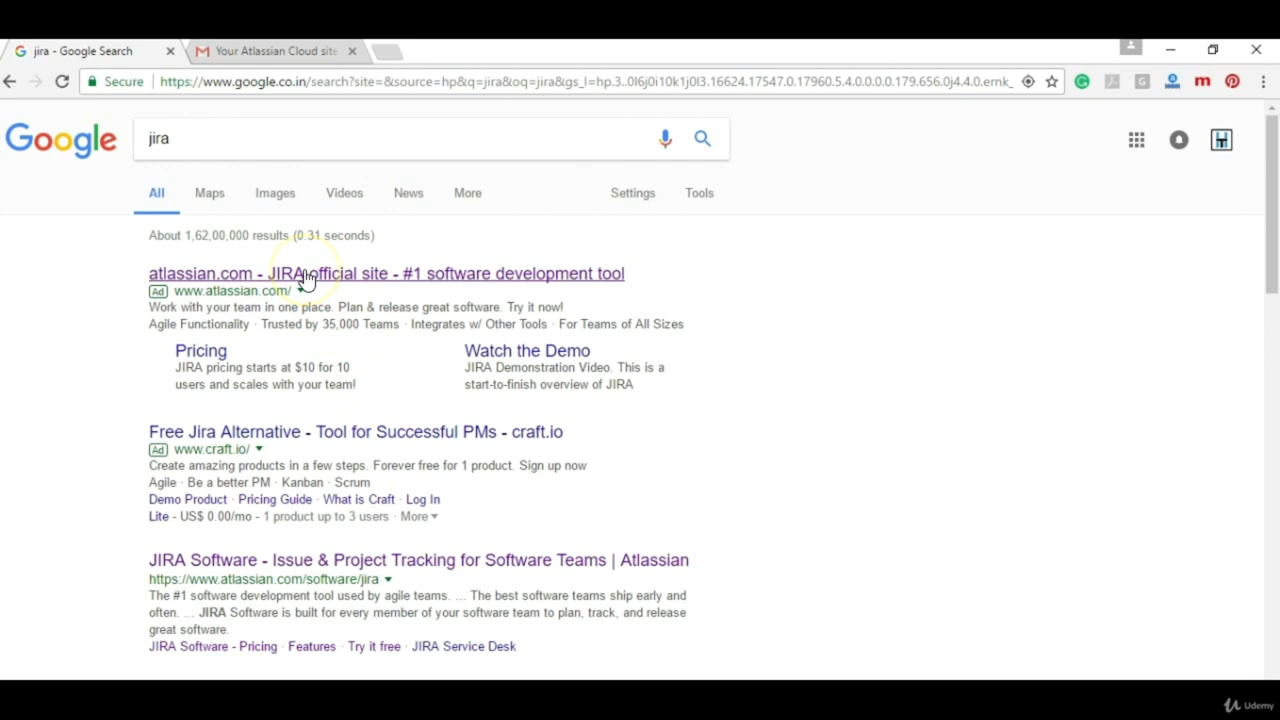 jira - Google Search
Your Atlassian Cloud site
Secure
https://www.google.co.in/search?site=&source=hp&q=jira&oq=jira&gs_l=hp.3..0l6j0i10k1j0l3.16624.17547.0.17960.5.4.0.0.0.0.179.656.0j4.4.0.ernk_
Google
jira
All Maps Images Videos News More Settings Tools
About 1,62,00,000 results (0.31 seconds)
atlassian.com - JIRA official site - #1 software development tool
Ad www.atlassian.com/
Work with your team in one place. Plan & release great software. Try it now!
Agile Functionality · Trusted by 35,000 Teams · Integrates w/ Other Tools · For Teams of All Sizes
Pricing
JIRA pricing starts at $10 for 10
users and scales with your team!
Watch the Demo
JIRA Demonstration Video. This is a
start-to-finish overview of JIRA
Free Jira Alternative - Tool for Successful PMs - craft.io
Ad www.craft.io/
Create amazing products in a few steps. Forever free for 1 product. Sign up now
Agile · Be a better PM · Kanban · Scrum
Demo Product · Pricing Guide · What is Craft · Log In
Lite - US$ 0.00/mo - 1 product up to 3 users · More
JIRA Software - Issue & Project Tracking for Software Teams | Atlassian
https://www.atlassian.com/software/jira
The #1 software development tool used by agile teams. ... The best software teams ship early and
often. ... JIRA Software is built for every member of your software team to plan, track, and release
great software.
JIRA Software - Pricing · Features · Try it free · JIRA Service Desk
Udemy